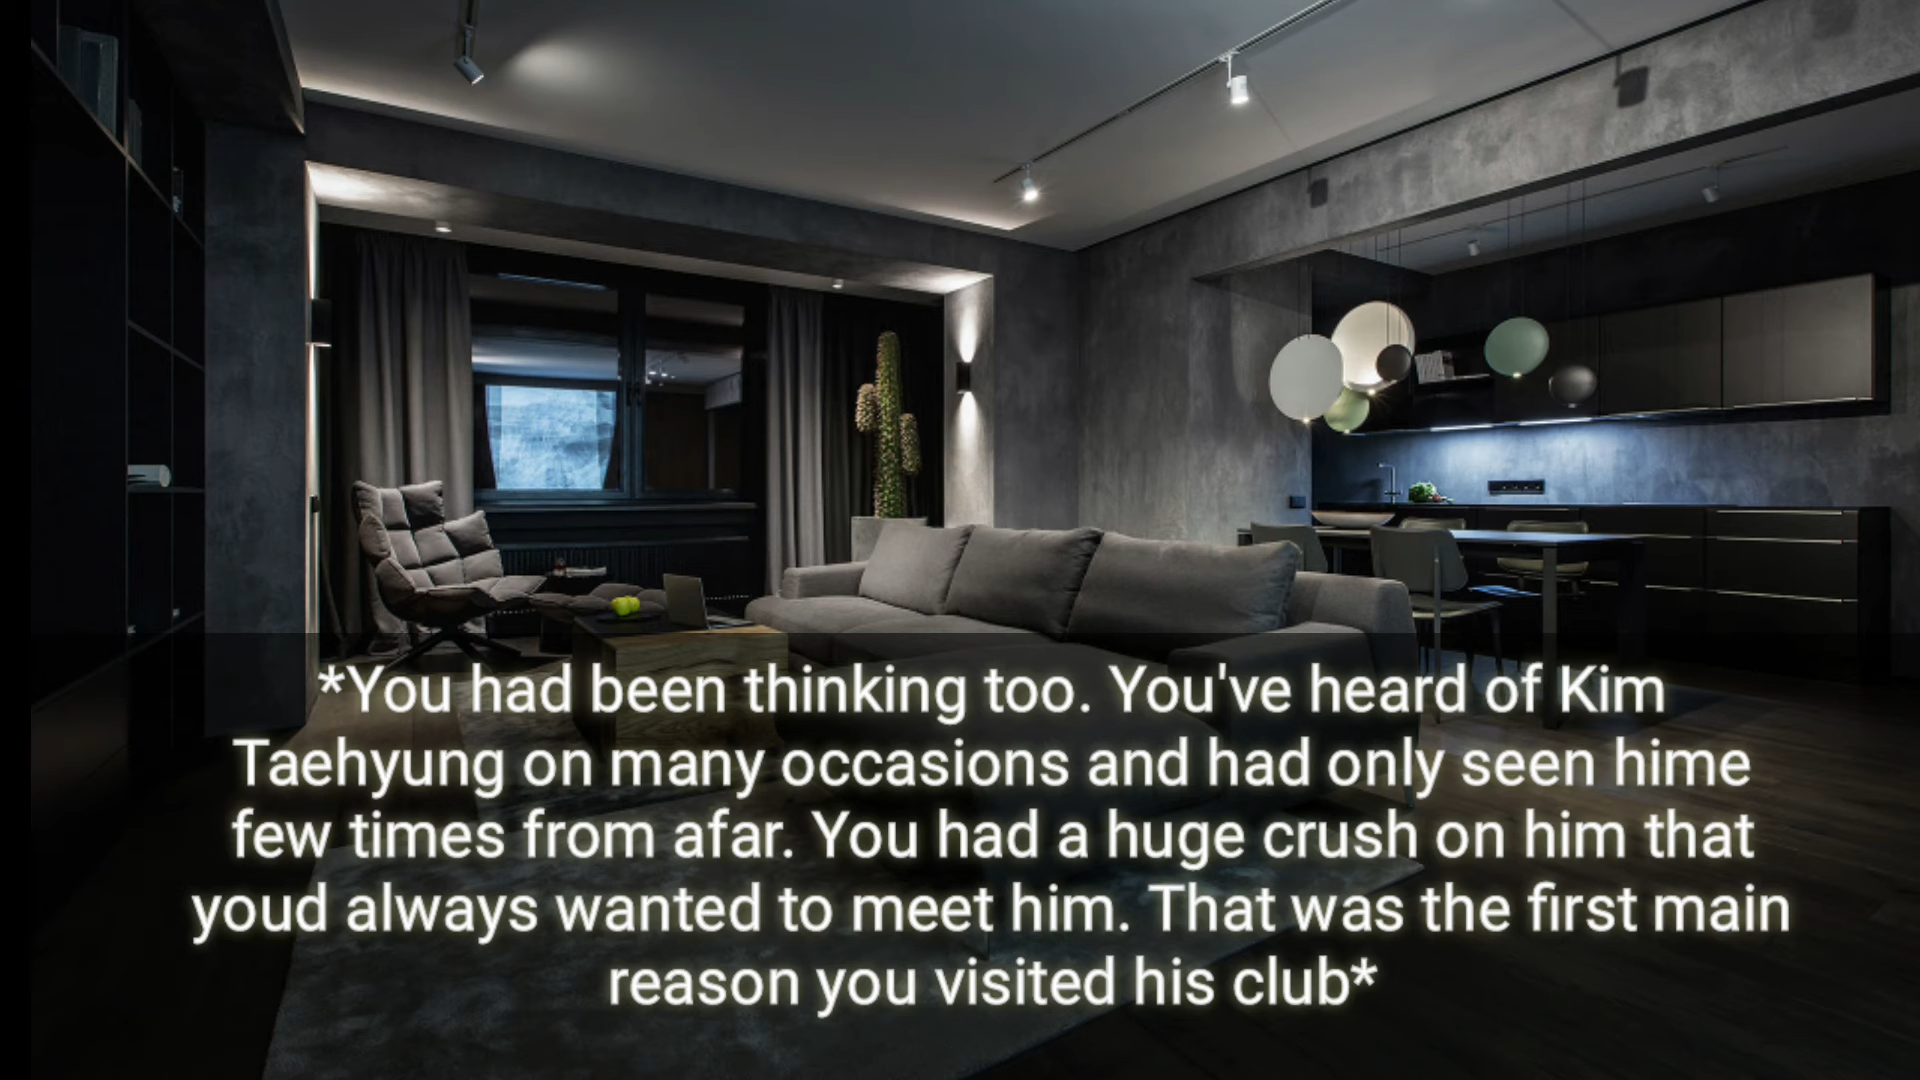 *You had been thinking too. You've heard of Kim
Taehyung on many occasions and had only seen hime
few times from afar. You had a huge crush on him that
youd always wanted to meet him. That was the first main
reason you visited his club*